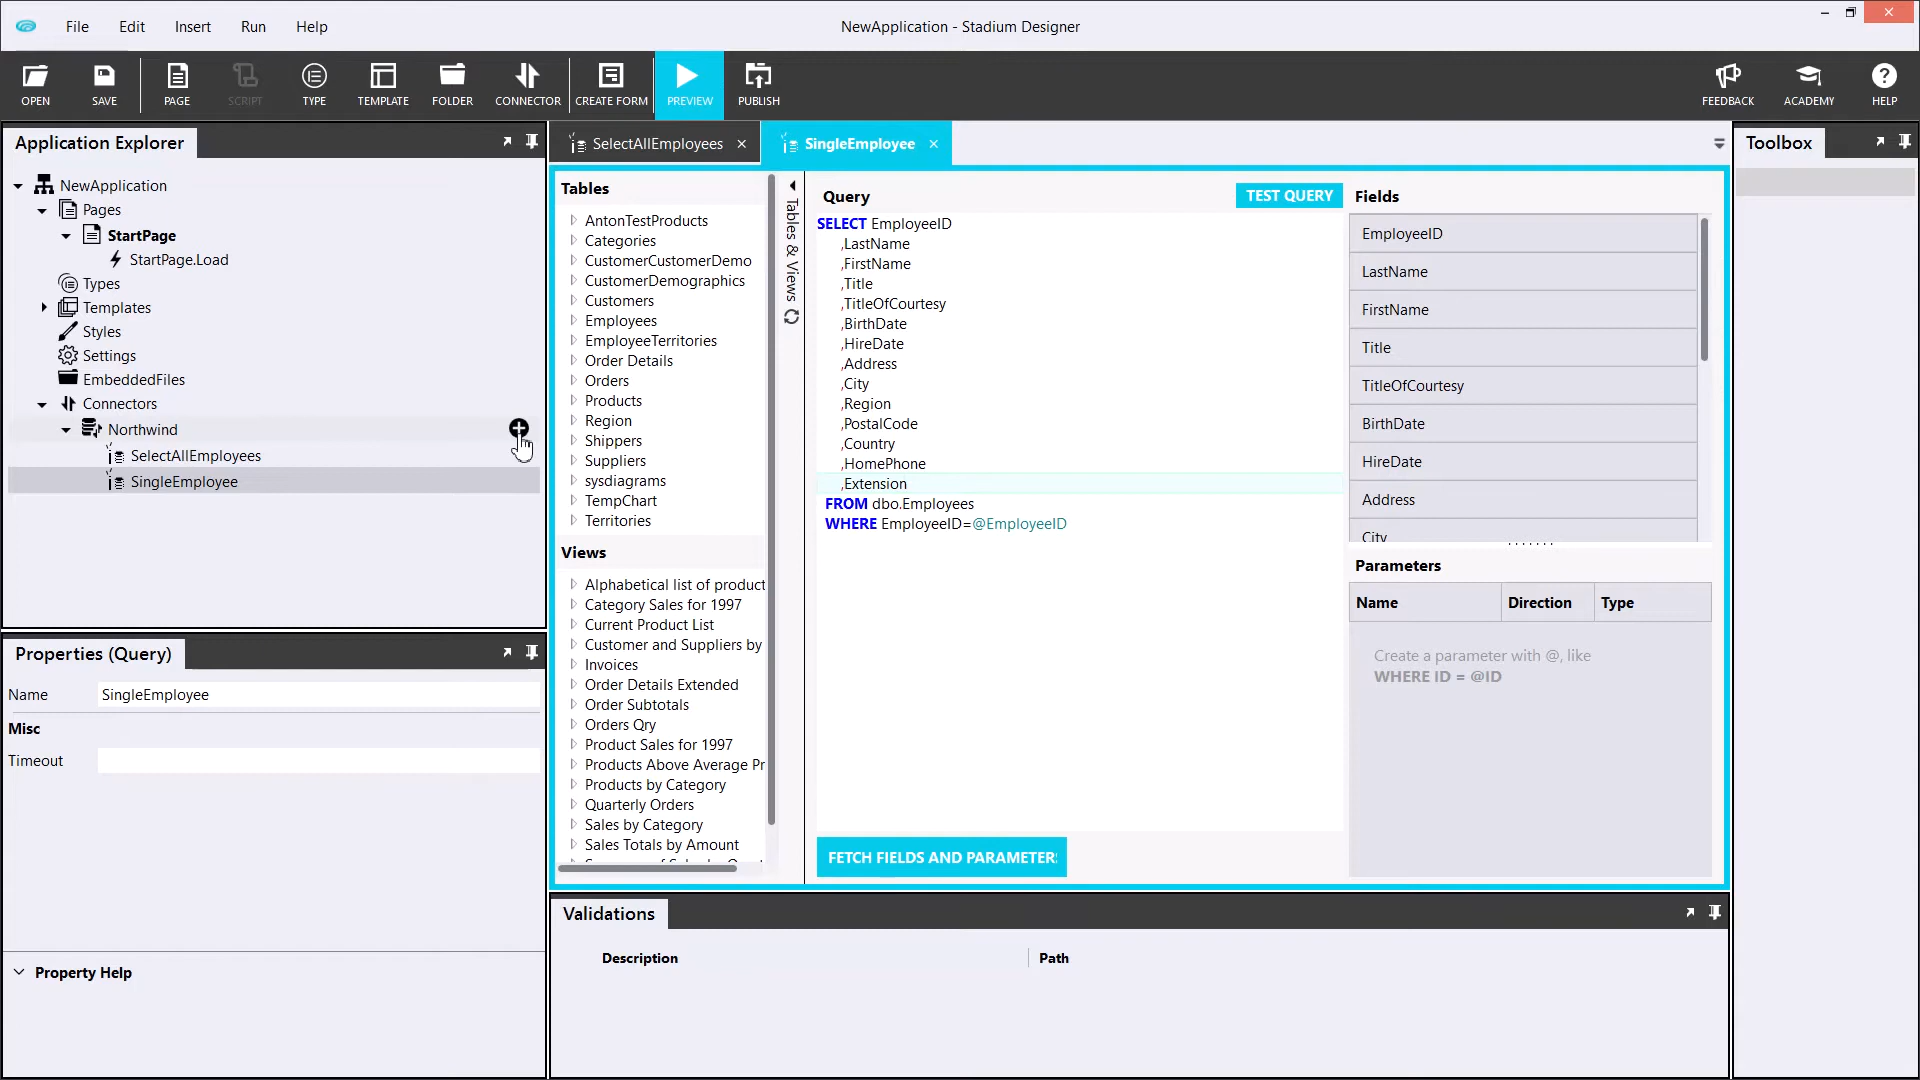 File Edit Insert Run Help
NewApplication - Stadium Designer
OPEN SAVE PAGE SCRIPT TYPE TEMPLATE FOLDER CONNECTOR CREATE FORM PREVIEW PUBLISH FEEDBACK ACADEMY HELP
Application Explorer
NewApplication
Pages
StartPage
StartPage.Load
Types
Templates
Styles
Settings
EmbeddedFiles
Connectors
Northwind
SelectAllEmployees
SingleEmployee
Properties (Query)
Name SingleEmployee
Misc
Timeout
Property Help
SelectAllEmployees
SingleEmployee
Tables
AntonTestProducts
Categories
CustomerCustomerDemo
CustomerDemographics
Customers
Employees
EmployeeTerritories
Order Details
Orders
Products
Region
Shippers
Suppliers
sysdiagrams
TempChart
Territories
Views
Alphabetical list of product
Category Sales for 1997
Current Product List
Customer and Suppliers by
Invoices
Order Details Extended
Order Subtotals
Orders Qry
Product Sales for 1997
Products Above Average Pr
Products by Category
Quarterly Orders
Sales by Category
Sales Totals by Amount
Tables & Views
Query
TEST QUERY
SELECT EmployeeID
,LastName
,FirstName
,Title
,TitleOfCourtesy
,BirthDate
,HireDate
,Address
,City
,Region
,PostalCode
,Country
,HomePhone
,Extension
FROM dbo.Employees
WHERE EmployeeID=@EmployeeID
FETCH FIELDS AND PARAMETER
Fields
EmployeeID
LastName
FirstName
Title
TitleOfCourtesy
BirthDate
HireDate
Address
City
Parameters
Name Direction Type
Create a parameter with @, like
WHERE ID = @ID
Validations
Description Path
Toolbox